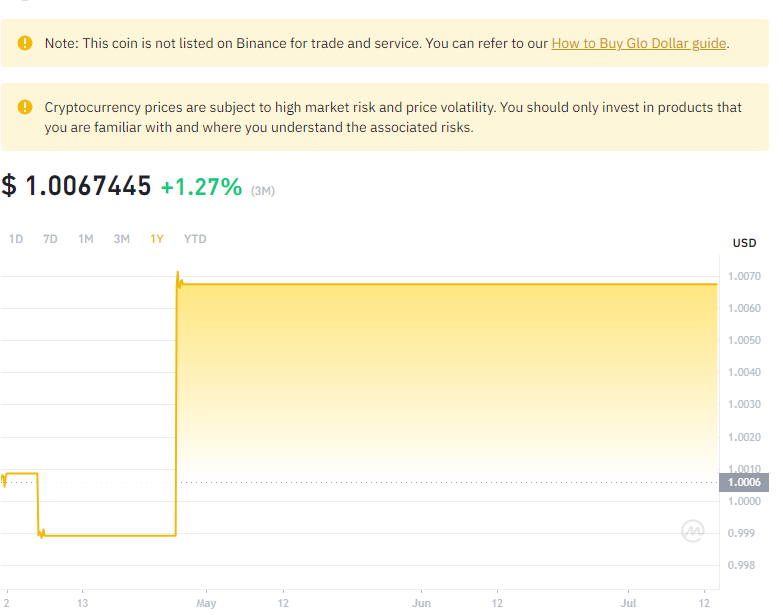 Note: This coin is not listed on Binance for trade and service. You can refer to our How to Buy Glo Dollar guide.
Cryptocurrency prices are subject to high market risk and price volatility. You should only invest in products that
you are familiar with and where you understand the associated risks.
$ 1.0067445 +1.27% (3M)
1D 7D 1M 3M 1Y YTD
USD
1.0070
1.0060
1.0050
1.0040
1.0030
1.0020
1.0010
1.0006
1.0000
0.999
0.998
2 13 May 12 Jun 12 Jul 12